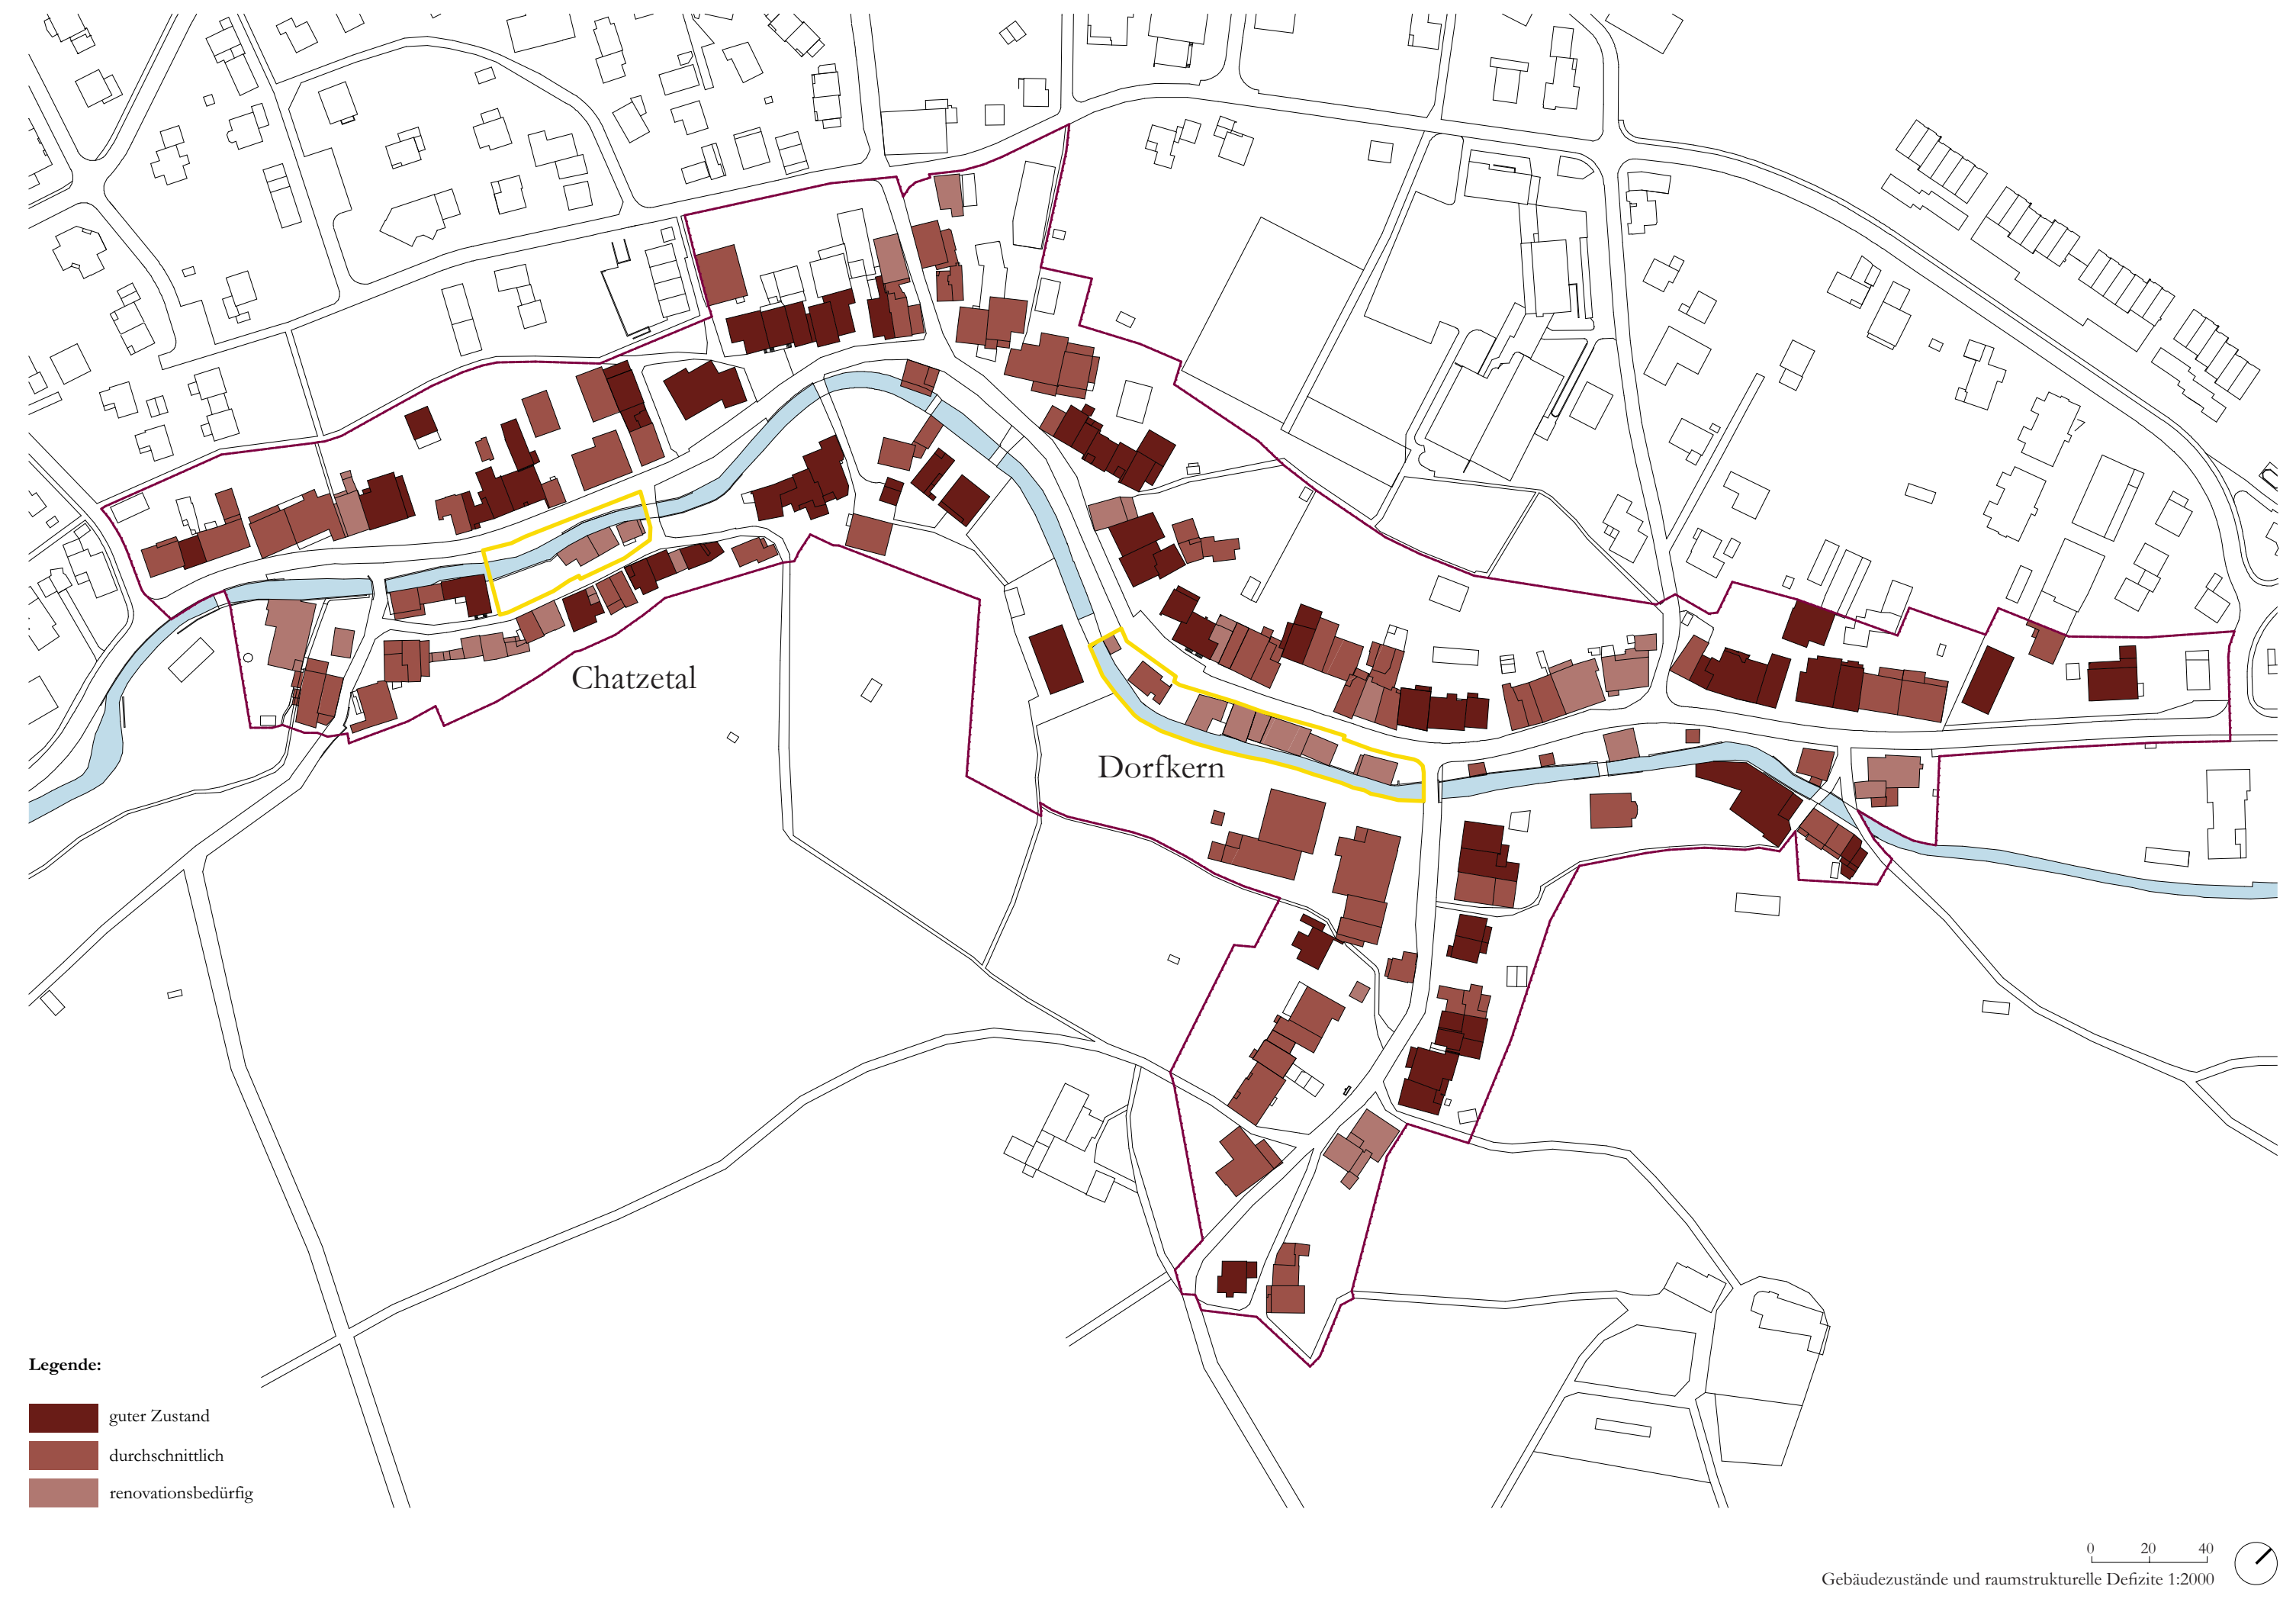 Chatzetal
Dorfkern
Legende:
guter Zustand
durchschnittlich
renovationsbedürfig
0 20 40
Gebäudezustände und raumstrukturelle Defizite 1:2000